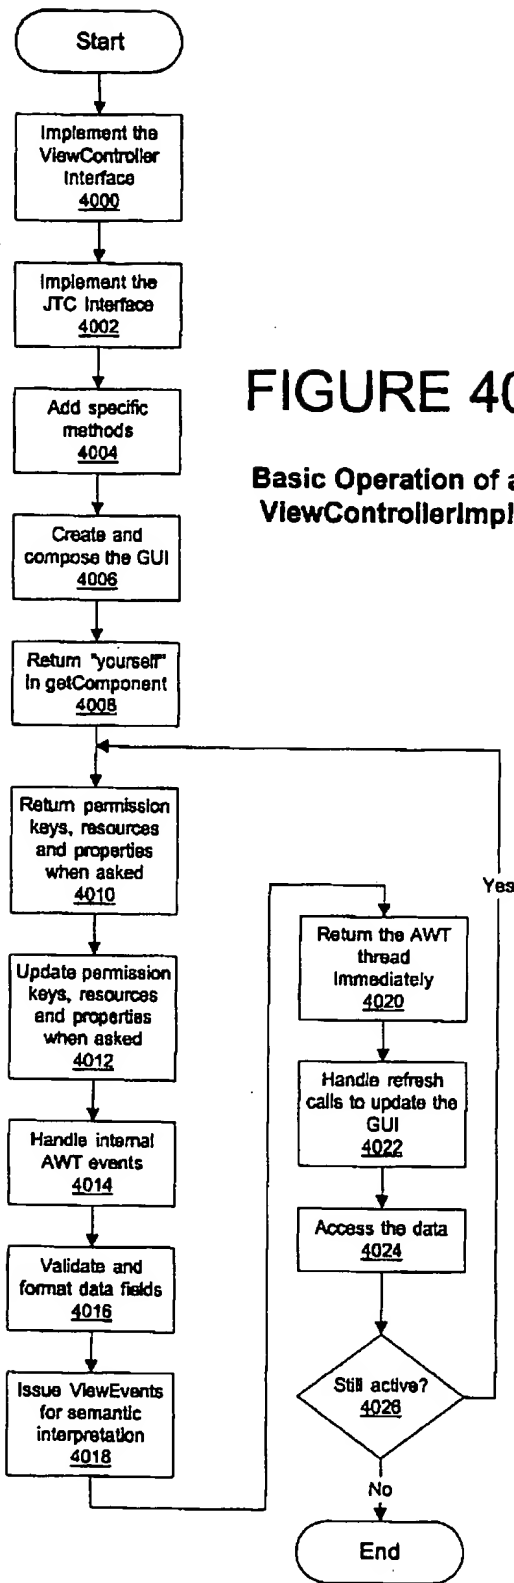 Start
Implement the
ViewController
Interface
4000
Implement the
JTC Interface
4002
Add specific
methods
4004
Create and
compose the GUI
4006
Return "yourself"
in getComponent
4008
Return permission
keys, resources
and properties
when asked
4010
Update permission
keys, resources
and properties
when asked
4012
Handle internal
AWT events
4014
Validate and
format data fields
4016
Issue ViewEvents
for semantic
interpretation
4018
FIGURE 40
Basic Operation of a
ViewControllerImpl
Return the AWT
thread
Immediately
4020
Handle refresh
calls to update the
GUI
4022
Access the data
4024
Still active?
4026
Yes
No
End